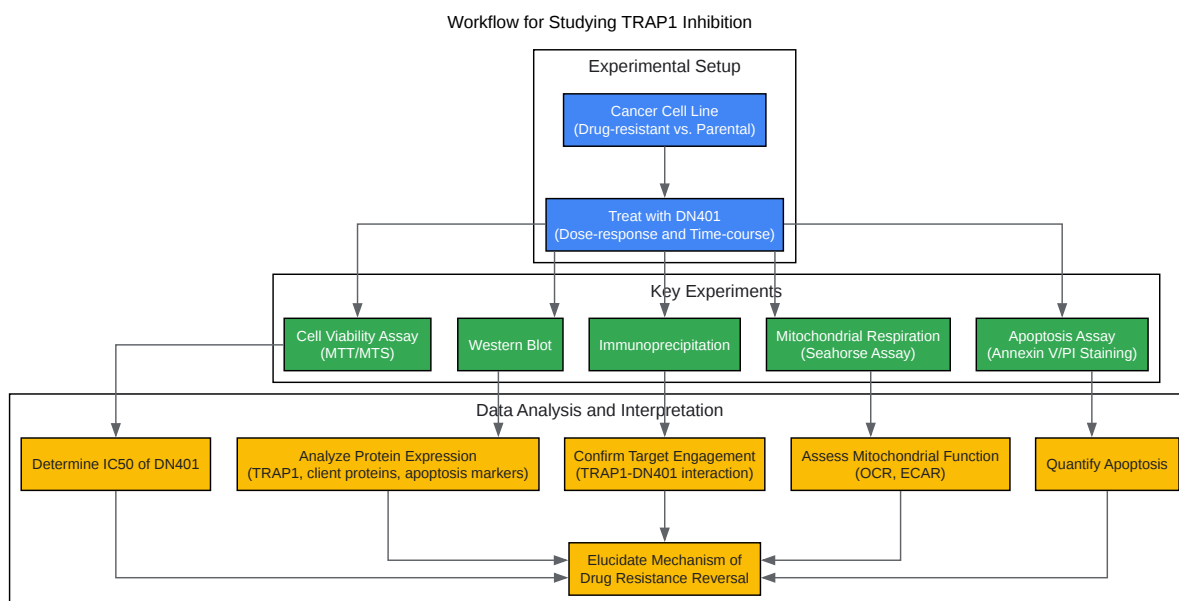 Workflow for Studying TRAP1 Inhibition
Experimental Setup
Cancer Cell Line
(Drug-resistant vs. Parental)
Treat with DN401
(Dose-response and Time-course)
Key Experiments
Cell Viability Assay
(MTT/MTS)
Western Blot
Immunoprecipitation
Mitochondrial Respiration
(Seahorse Assay)
Apoptosis Assay
(Annexin V/PI Staining)
Data Analysis and Interpretation
Determine IC50 of DN401
Analyze Protein Expression
(TRAP1, client proteins, apoptosis markers)
Confirm Target Engagement
(TRAP1-DN401 interaction)
Assess Mitochondrial Function
(OCR, ECAR)
Quantify Apoptosis
Elucidate Mechanism of
Drug Resistance Reversal